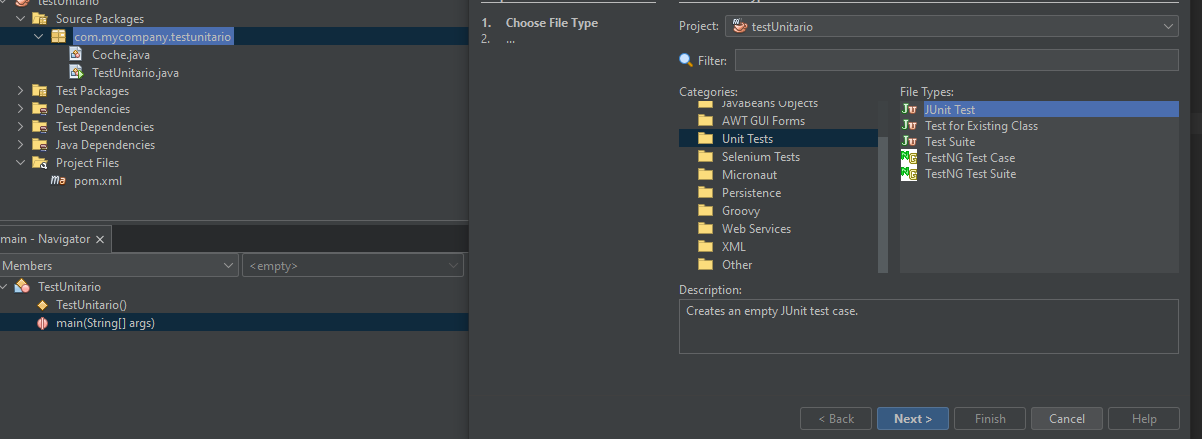 testUnitario
Source Packages
com.mycompany.testunitario
Coche.java
TestUnitario.java
Test Packages
Dependencies
Test Dependencies
Java Dependencies
Project Files
pom.xml
main - Navigator
Members
<empty>
TestUnitario
TestUnitario()
main(String[] args)
1. Choose File Type
2. ...
Project: testUnitario
Filter:
Categories:
JavaBeans Objects
AWT GUI Forms
Unit Tests
Selenium Tests
Micronaut
Persistence
Groovy
Web Services
XML
Other
File Types:
JUnit Test
Test for Existing Class
Test Suite
TestNG Test Case
TestNG Test Suite
Description:
Creates an empty JUnit test case.
< Back Next > Finish Cancel Help